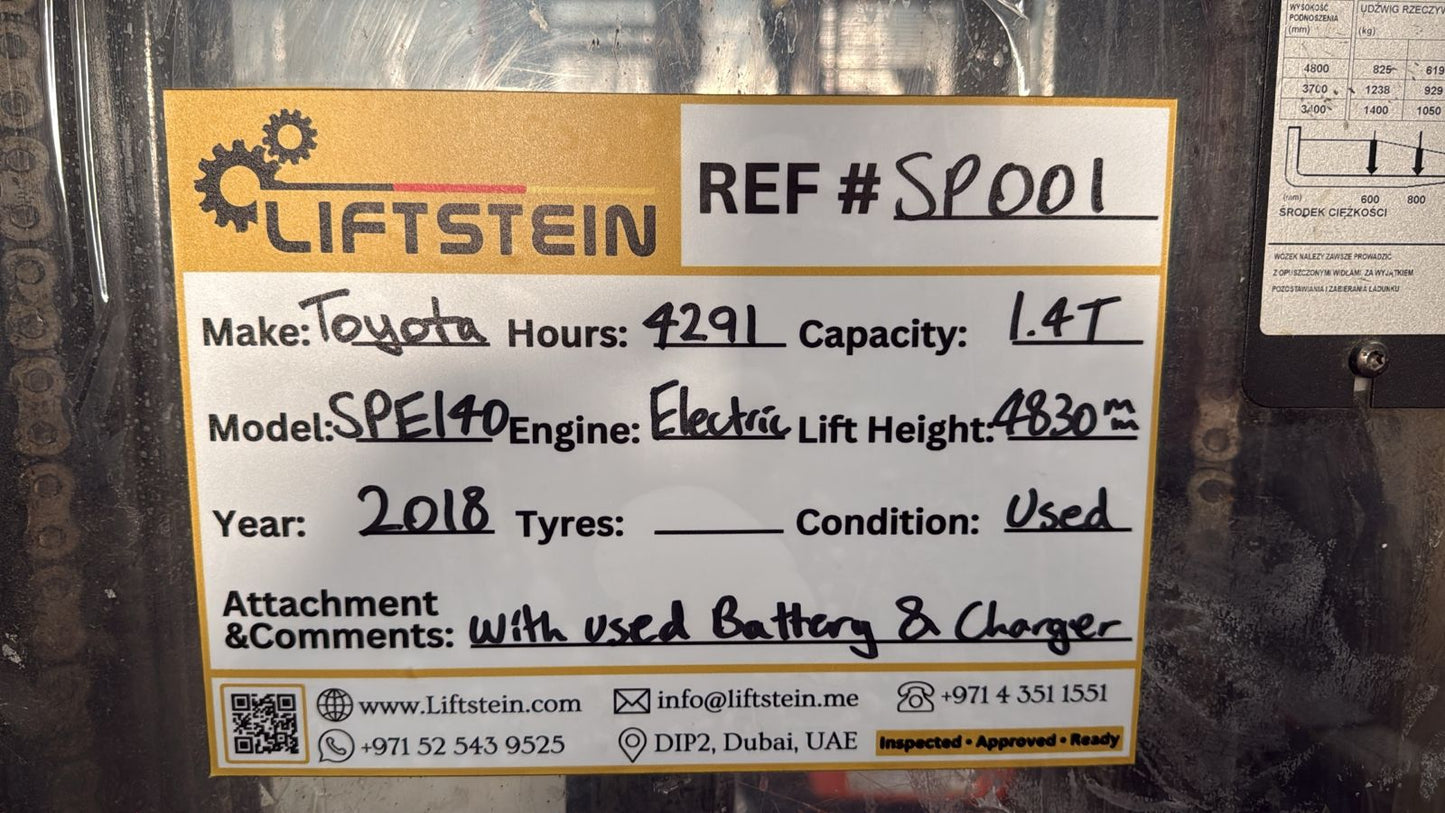 LIFTSTEIN
REF # SP001
Make: Toyota Hours: 4291 Capacity: 1.4T
Model: SPE140 Engine: Electric Lift Height: 4830 mm
Year: 2018 Tyres: Condition: Used
Attachment
&Comments: with used Battery & Charger
www.Liftstein.com info@liftstein.me +971 4 351 1551
+971 52 543 9525 DIP2, Dubai, UAE Inspected • Approved • Ready
WYSOKOŚĆ
PODNOSZENIA
(mm)
UDŹWIG
(kg)
4800 825 619
3700 1238 929
1400 1050
(mm) 600 800
ŚRODEK CIĘŻKOŚCI
WÓZEK NALEŻY ZAWSZE PROWADZIĆ
Z OPUSZCZONYMI WIDŁAMI, ZA WYJĄTKIEM
POZOSTAWIANIA I ZABIERANIA ŁADUNKU